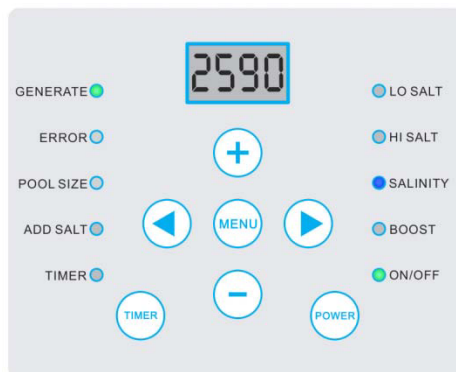 2590
GENERATE
LO SALT
ERROR
HI SALT
POOL SIZE
SALINITY
MENU
ADD SALT
BOOST
TIMER
ON/OFF
TIMER
POWER